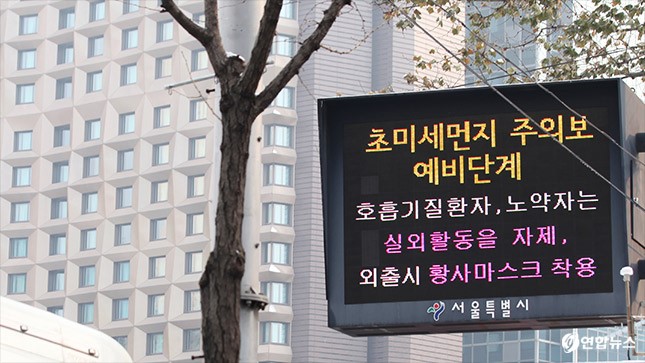 초미세먼지 주의보
예비단계
호흡기질환자,노약자는
실외활동을 자제,
외출시 황사마스크 착용
서울특별시
연합뉴스